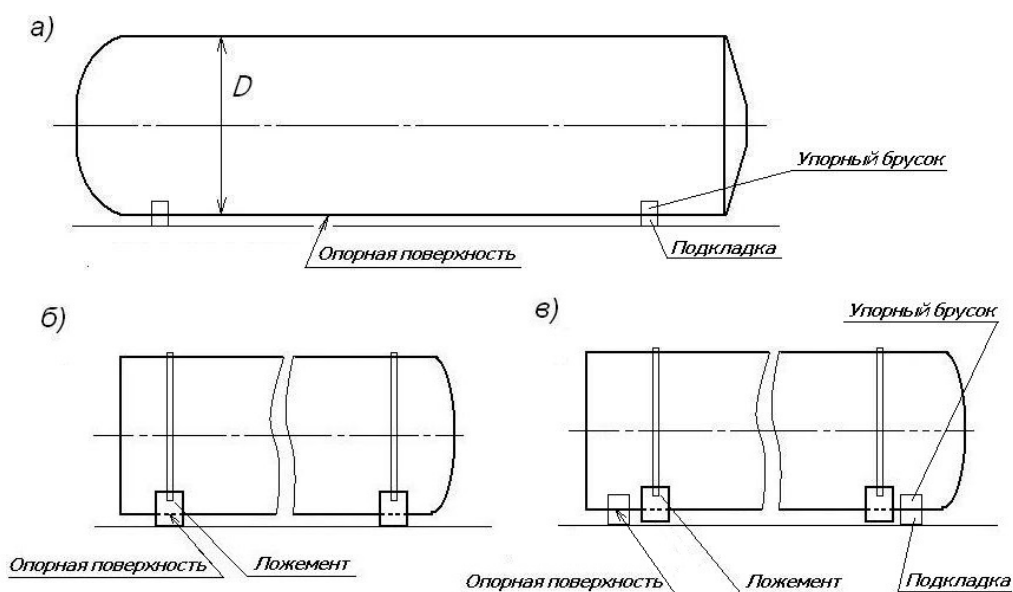 а)
D
Упорный брусок
Опорная поверхность
Подкладка
б)
в)
Упорный брусок
Опорная поверхность
Ложемент
Опорная поверхность
Ложемент
Подкладка